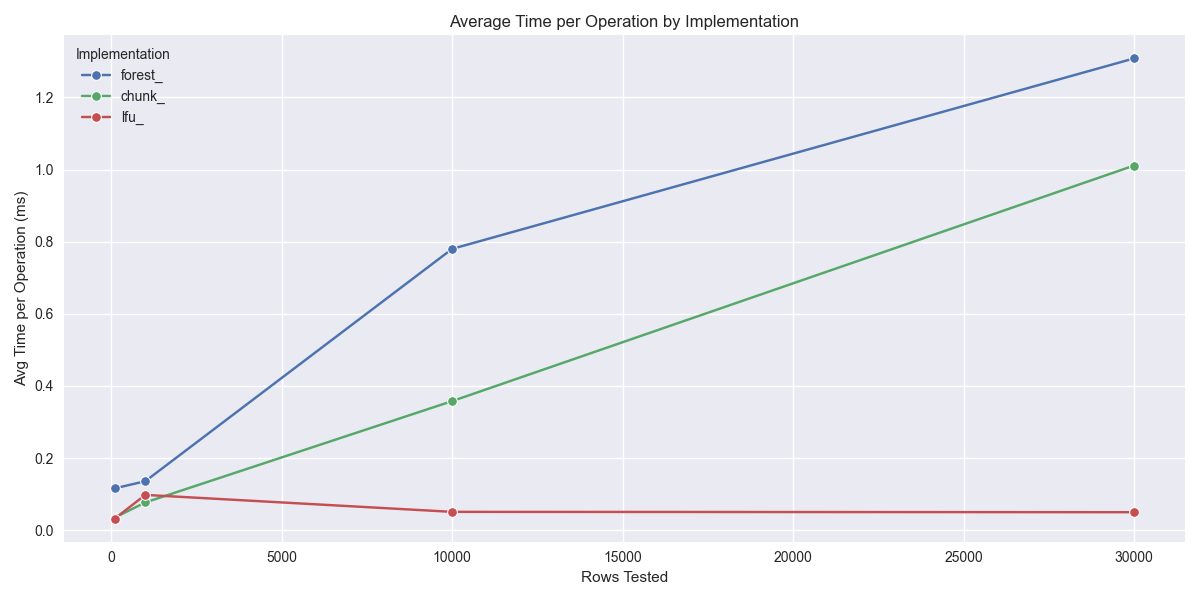 Average Time per Operation by Implementation
Implementation
forest_
chunk_
lfu_
Avg Time per Operation (ms)
1.2
1.0
0.8
0.6
0.4
0.2
0.0
0 5000 10000 15000 20000 25000 30000
Rows Tested